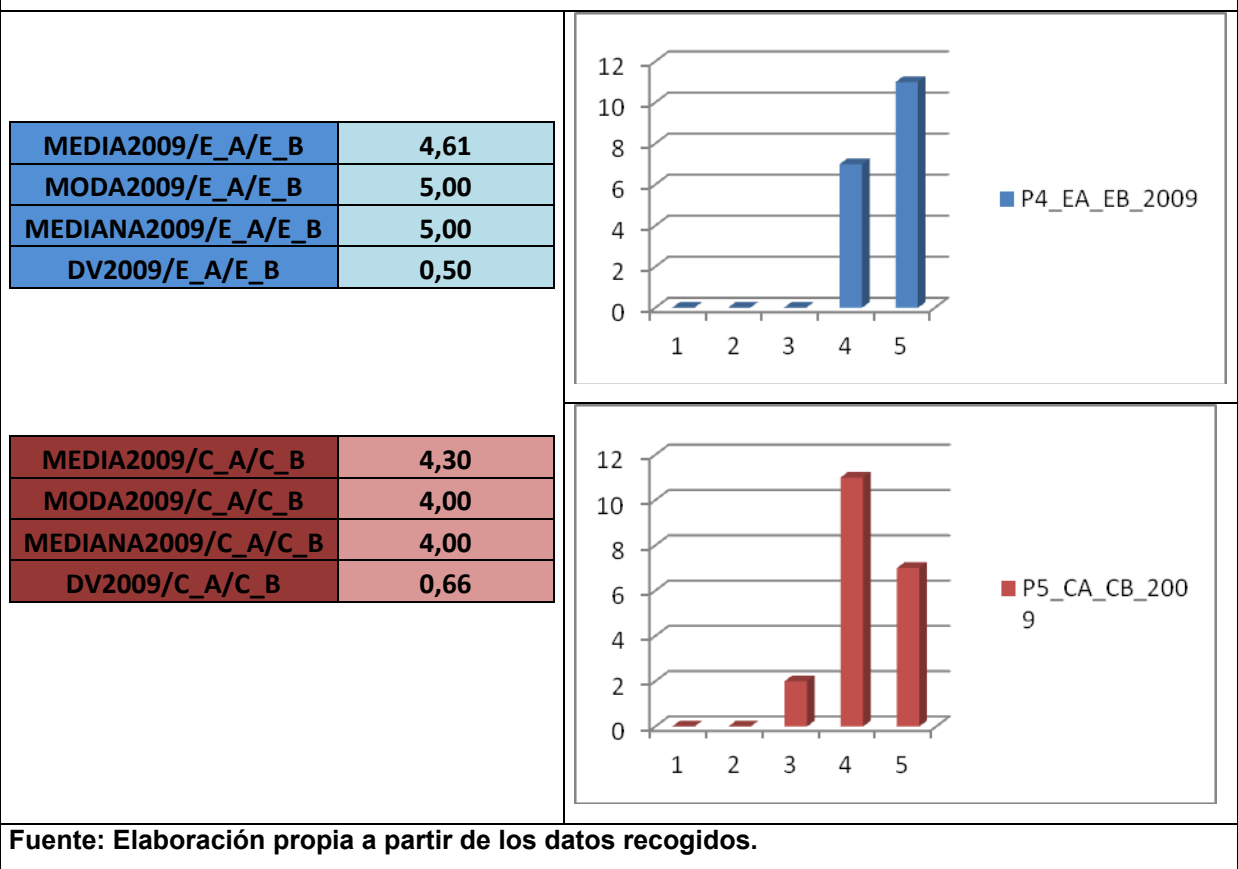 MEDIA2009/E_A/E_B 4,61
MODA2009/E_A/E_B 5,00
MEDIANA2009/E_A/E_B 5,00
DV2009/E_A/E_B 0,50
12
10
8
6
4
2
0
1 2 3 4 5
P4_EA_EB_2009
MEDIA2009/C_A/C_B 4,30
MODA2009/C_A/C_B 4,00
MEDIANA2009/C_A/C_B 4,00
DV2009/C_A/C_B 0,66
12
10
8
6
4
2
0
1 2 3 4 5
P5_CA_CB_200
9
Fuente: Elaboración propia a partir de los datos recogidos.